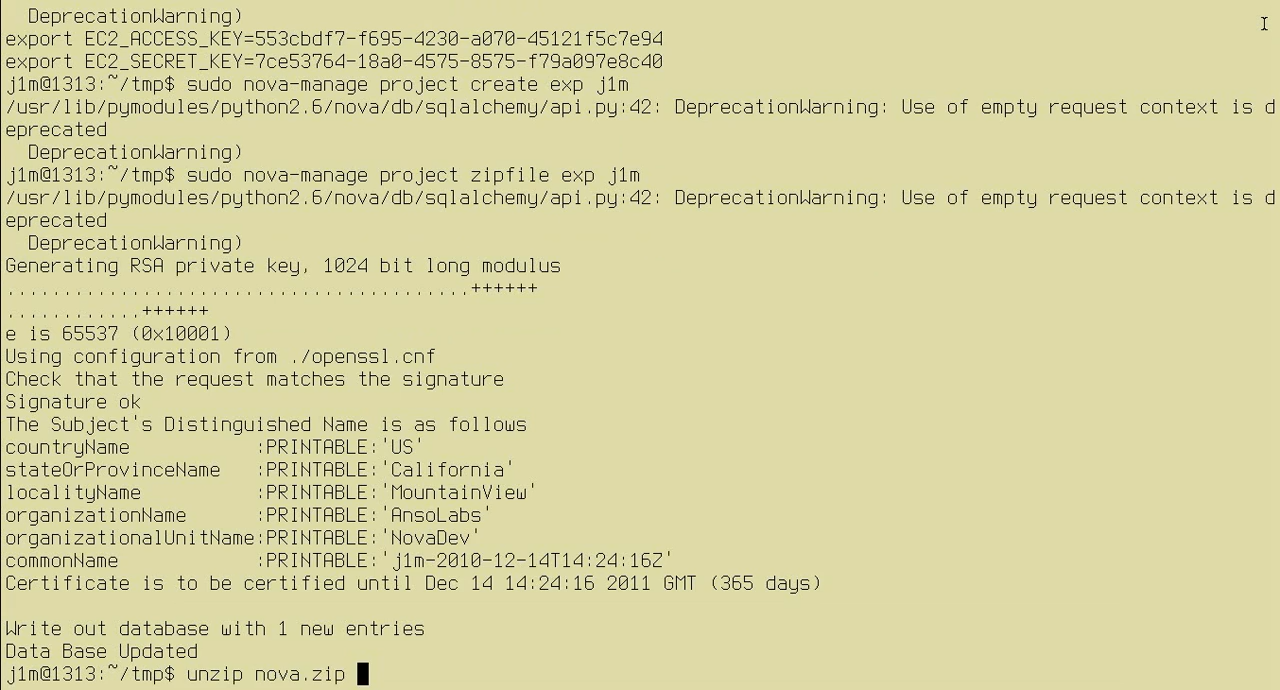 DeprecationWarning)
export EC2_ACCESS_KEY=553cbdf7-f695-4230-a070-45121f5c7e94
export EC2_SECRET_KEY=7ce53764-18a0-4575-8575-f79a097e8c40
j1m@1313:~/tmp$ sudo nova-manage project create exp j1m
/usr/lib/pymodules/python2.6/nova/db/sqlalchemy/api.py:42: DeprecationWarning: Use of empty request context is d
eprecated
  DeprecationWarning)
j1m@1313:~/tmp$ sudo nova-manage project zipfile exp j1m
/usr/lib/pymodules/python2.6/nova/db/sqlalchemy/api.py:42: DeprecationWarning: Use of empty request context is d
eprecated
  DeprecationWarning)
Generating RSA private key, 1024 bit long modulus
.........................................++++++
............++++++
e is 65537 (0x10001)
Using configuration from ./openssl.cnf
Check that the request matches the signature
Signature ok
The Subject's Distinguished Name is as follows
countryName           :PRINTABLE:'US'
stateOrProvinceName   :PRINTABLE:'California'
localityName          :PRINTABLE:'MountainView'
organizationName      :PRINTABLE:'AnsoLabs'
organizationalUnitName:PRINTABLE:'NovaDev'
commonName            :PRINTABLE:'j1m-2010-12-14T14:24:16Z'
Certificate is to be certified until Dec 14 14:24:16 2011 GMT (365 days)

Write out database with 1 new entries
Data Base Updated
j1m@1313:~/tmp$ unzip nova.zip